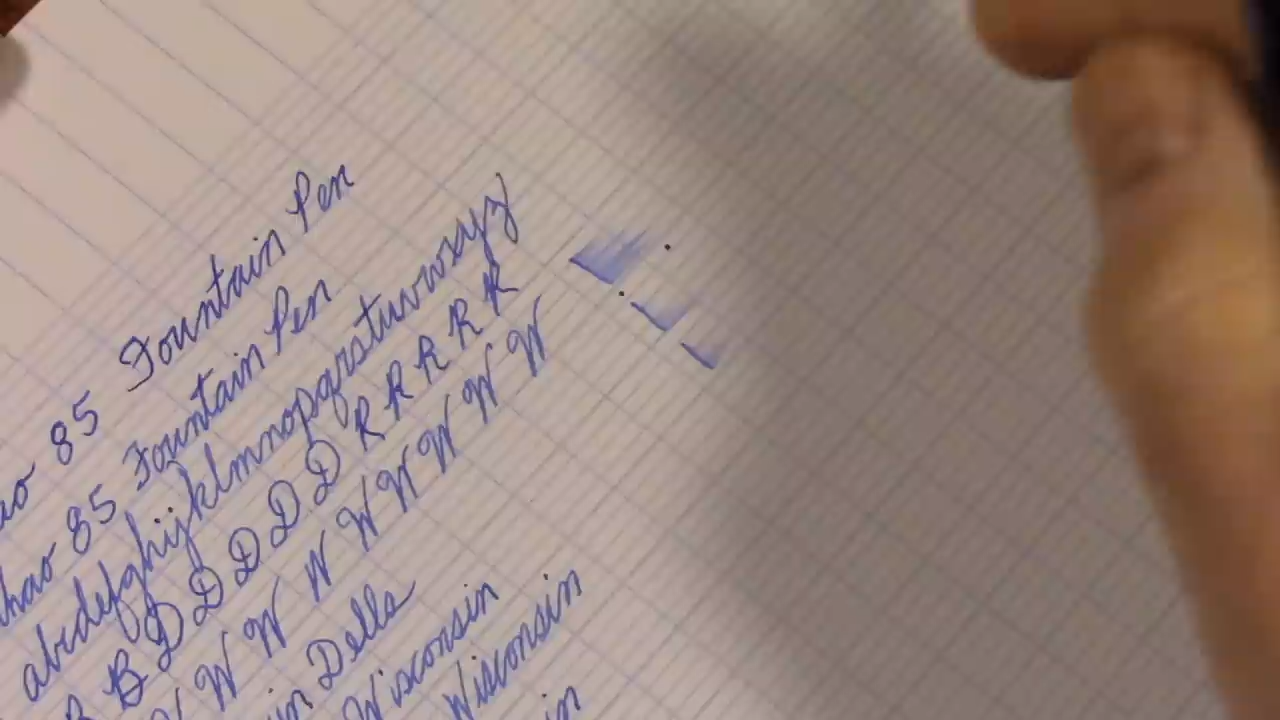 85 Fountain Pen
85 Fountain Pen
abcdefghijklmnopqrstuvwxyz
B B D D D D D R R R R R
W W W W W W W W W
Dells
Wisconsin
Wisconsin